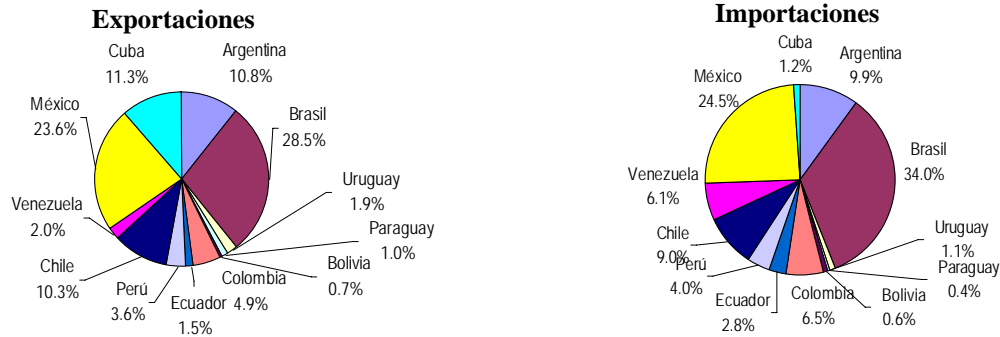 Exportaciones
Cuba
11.3%
Argentina
10.8%
México
23.6%
Brasil
28.5%
Uruguay
1.9%
Venezuela
2.0%
Paraguay
1.0%
Chile
10.3%
Bolivia
0.7%
Perú
3.6%
Ecuador
1.5%
Colombia
4.9%
Importaciones
Cuba
1.2%
Argentina
9.9%
México
24.5%
Brasil
34.0%
Venezuela
6.1%
Uruguay
1.1%
Chile
9.0%
Paraguay
0.4%
Perú
4.0%
Bolivia
0.6%
Ecuador
2.8%
Colombia
6.5%